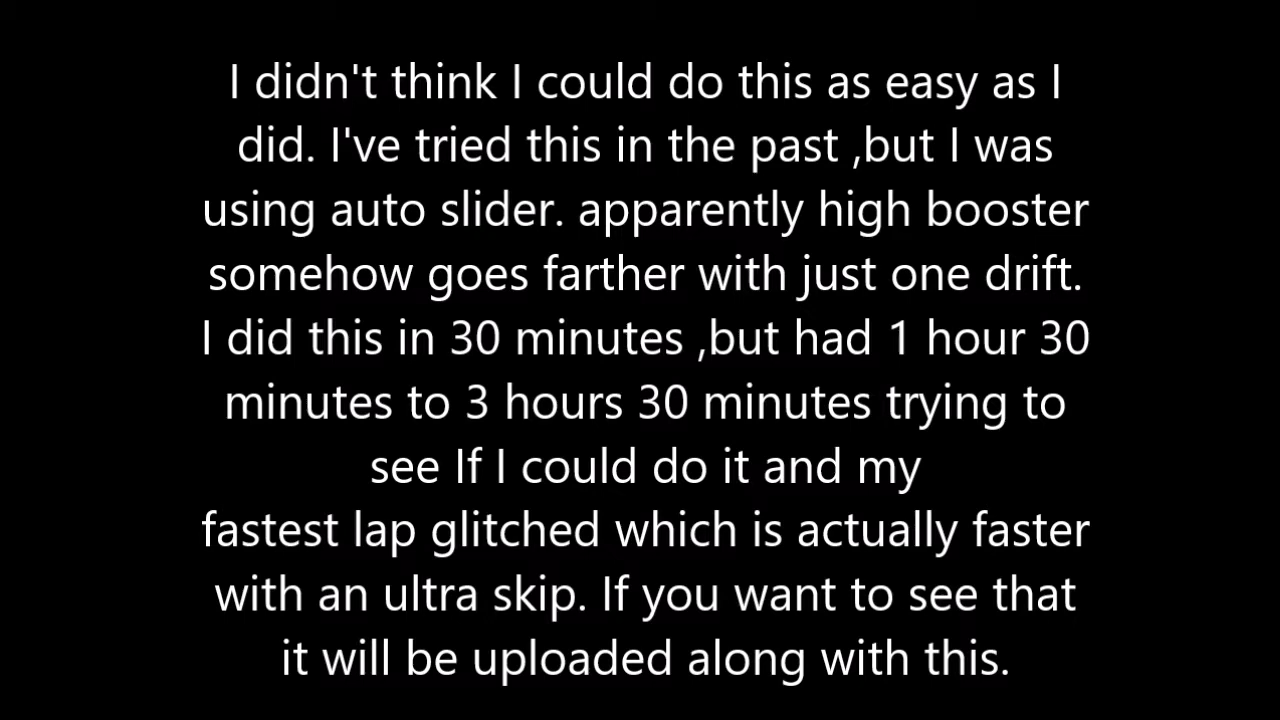 I didn't think I could do this as easy as I
did. I've tried this in the past ,but I was
using auto slider. apparently high booster
somehow goes farther with just one drift.
I did this in 30 minutes ,but had 1 hour 30
minutes to 3 hours 30 minutes trying to
see If I could do it and my
fastest lap glitched which is actually faster
with an ultra skip. If you want to see that
it will be uploaded along with this.